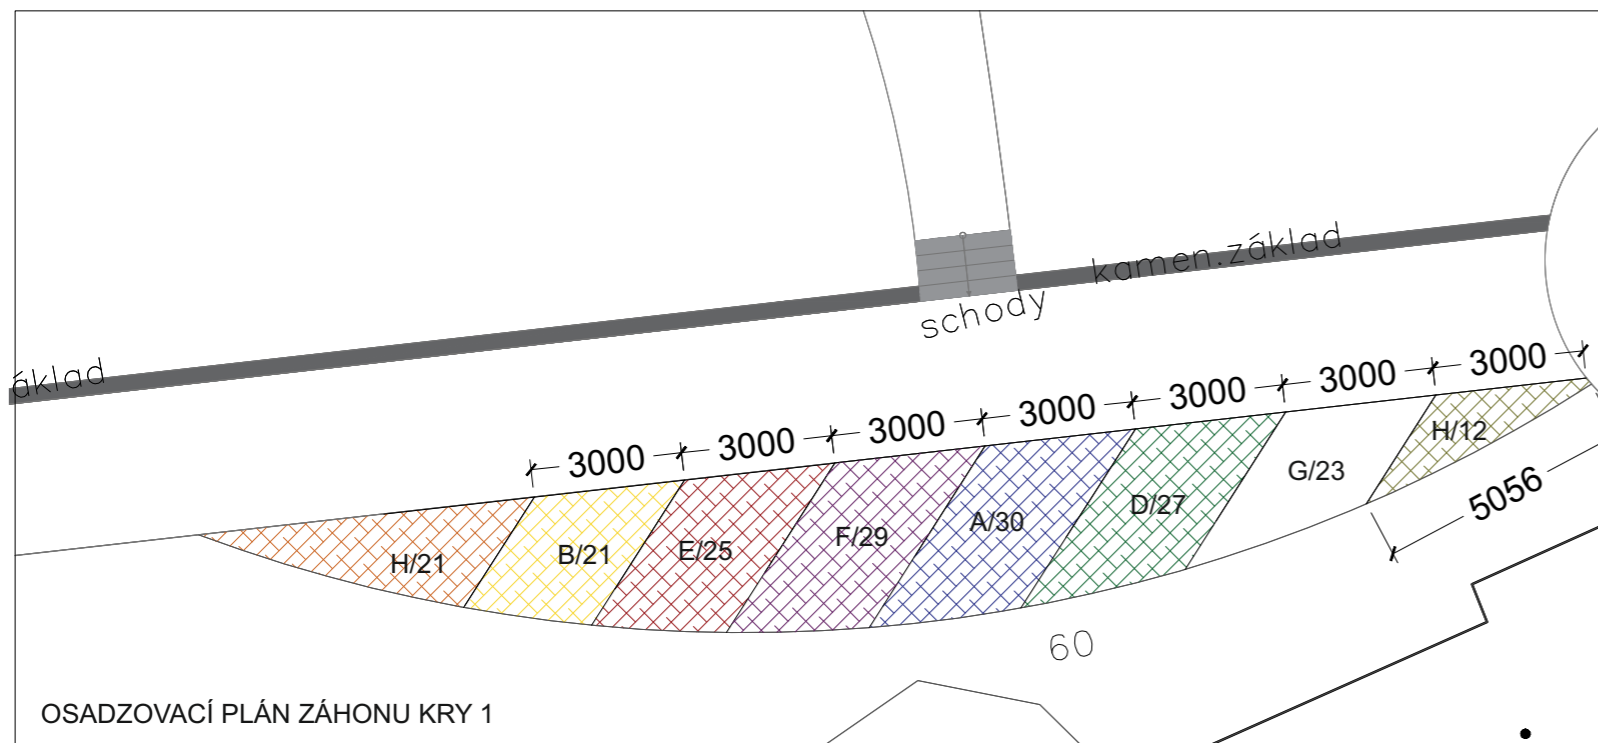 kamen.základ
schody
áklad
3000
3000
3000
3000
3000
3000
3000
H/21
B/21
E/25
F/29
A/30
D/27
G/23
H/12
5056
60
OSADZOVACÍ PLÁN ZÁHONU KRY 1